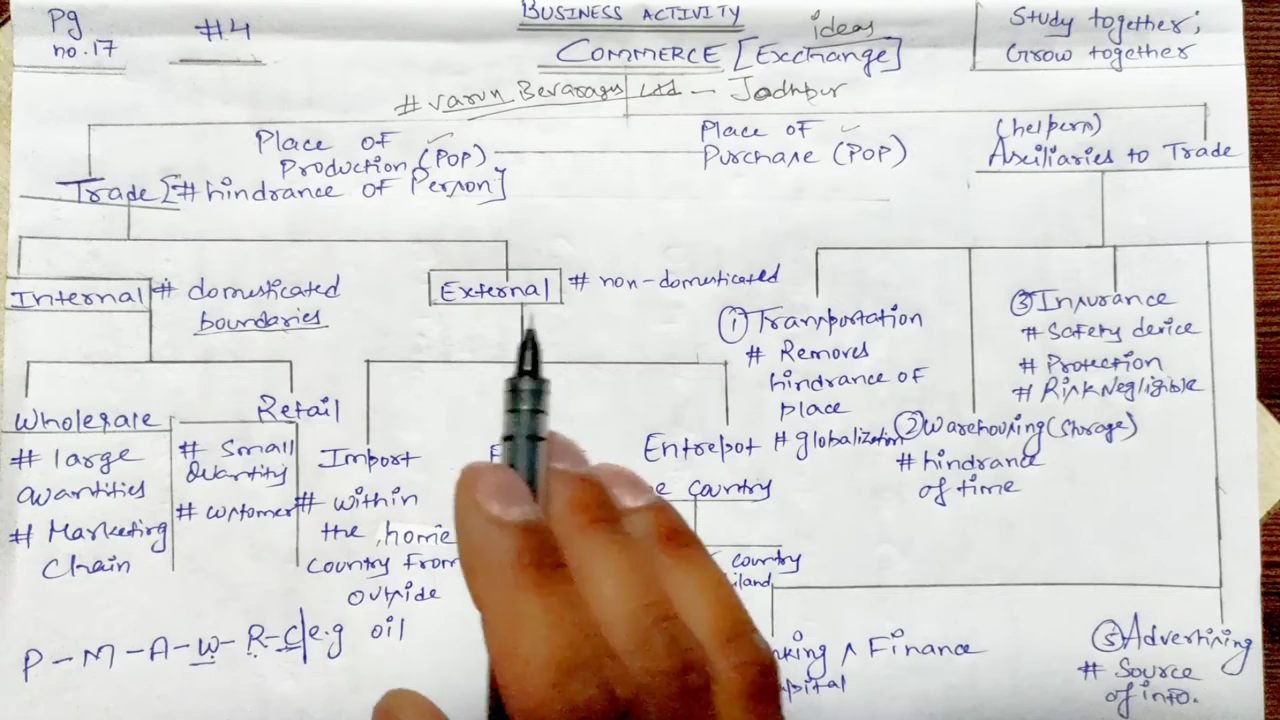 Pg
no.17
#4
BUSINESS ACTIVITY
ideas
COMMERCE [Exchange]
Study together;
Grow together
# varun Bevarages Ltd - Jodhpur
Place of
Production (POP)
Place of
Purchase (POP)
(helpers)
Auxiliaries to Trade
Trade [# hindrance of Person]
Internal
# domesticated
boundaries
External
# non-domesticated
① Transportation
# Removes
hindrance of
place
# globalization
② Warehousing (Storage)
# hindrance
of time
③ Insurance
# Safety device
# Protection
# Risk Negligible
Wholesale
# large
quantities
# Marketing
Chain
Retail
# Small
Quantity
# customer
Import
# within
the home
country from
outside
e.g oil
Entrepot
country
country
P - M - A - W - R - C
Finance
⑤ Advertising
# Source
of info.